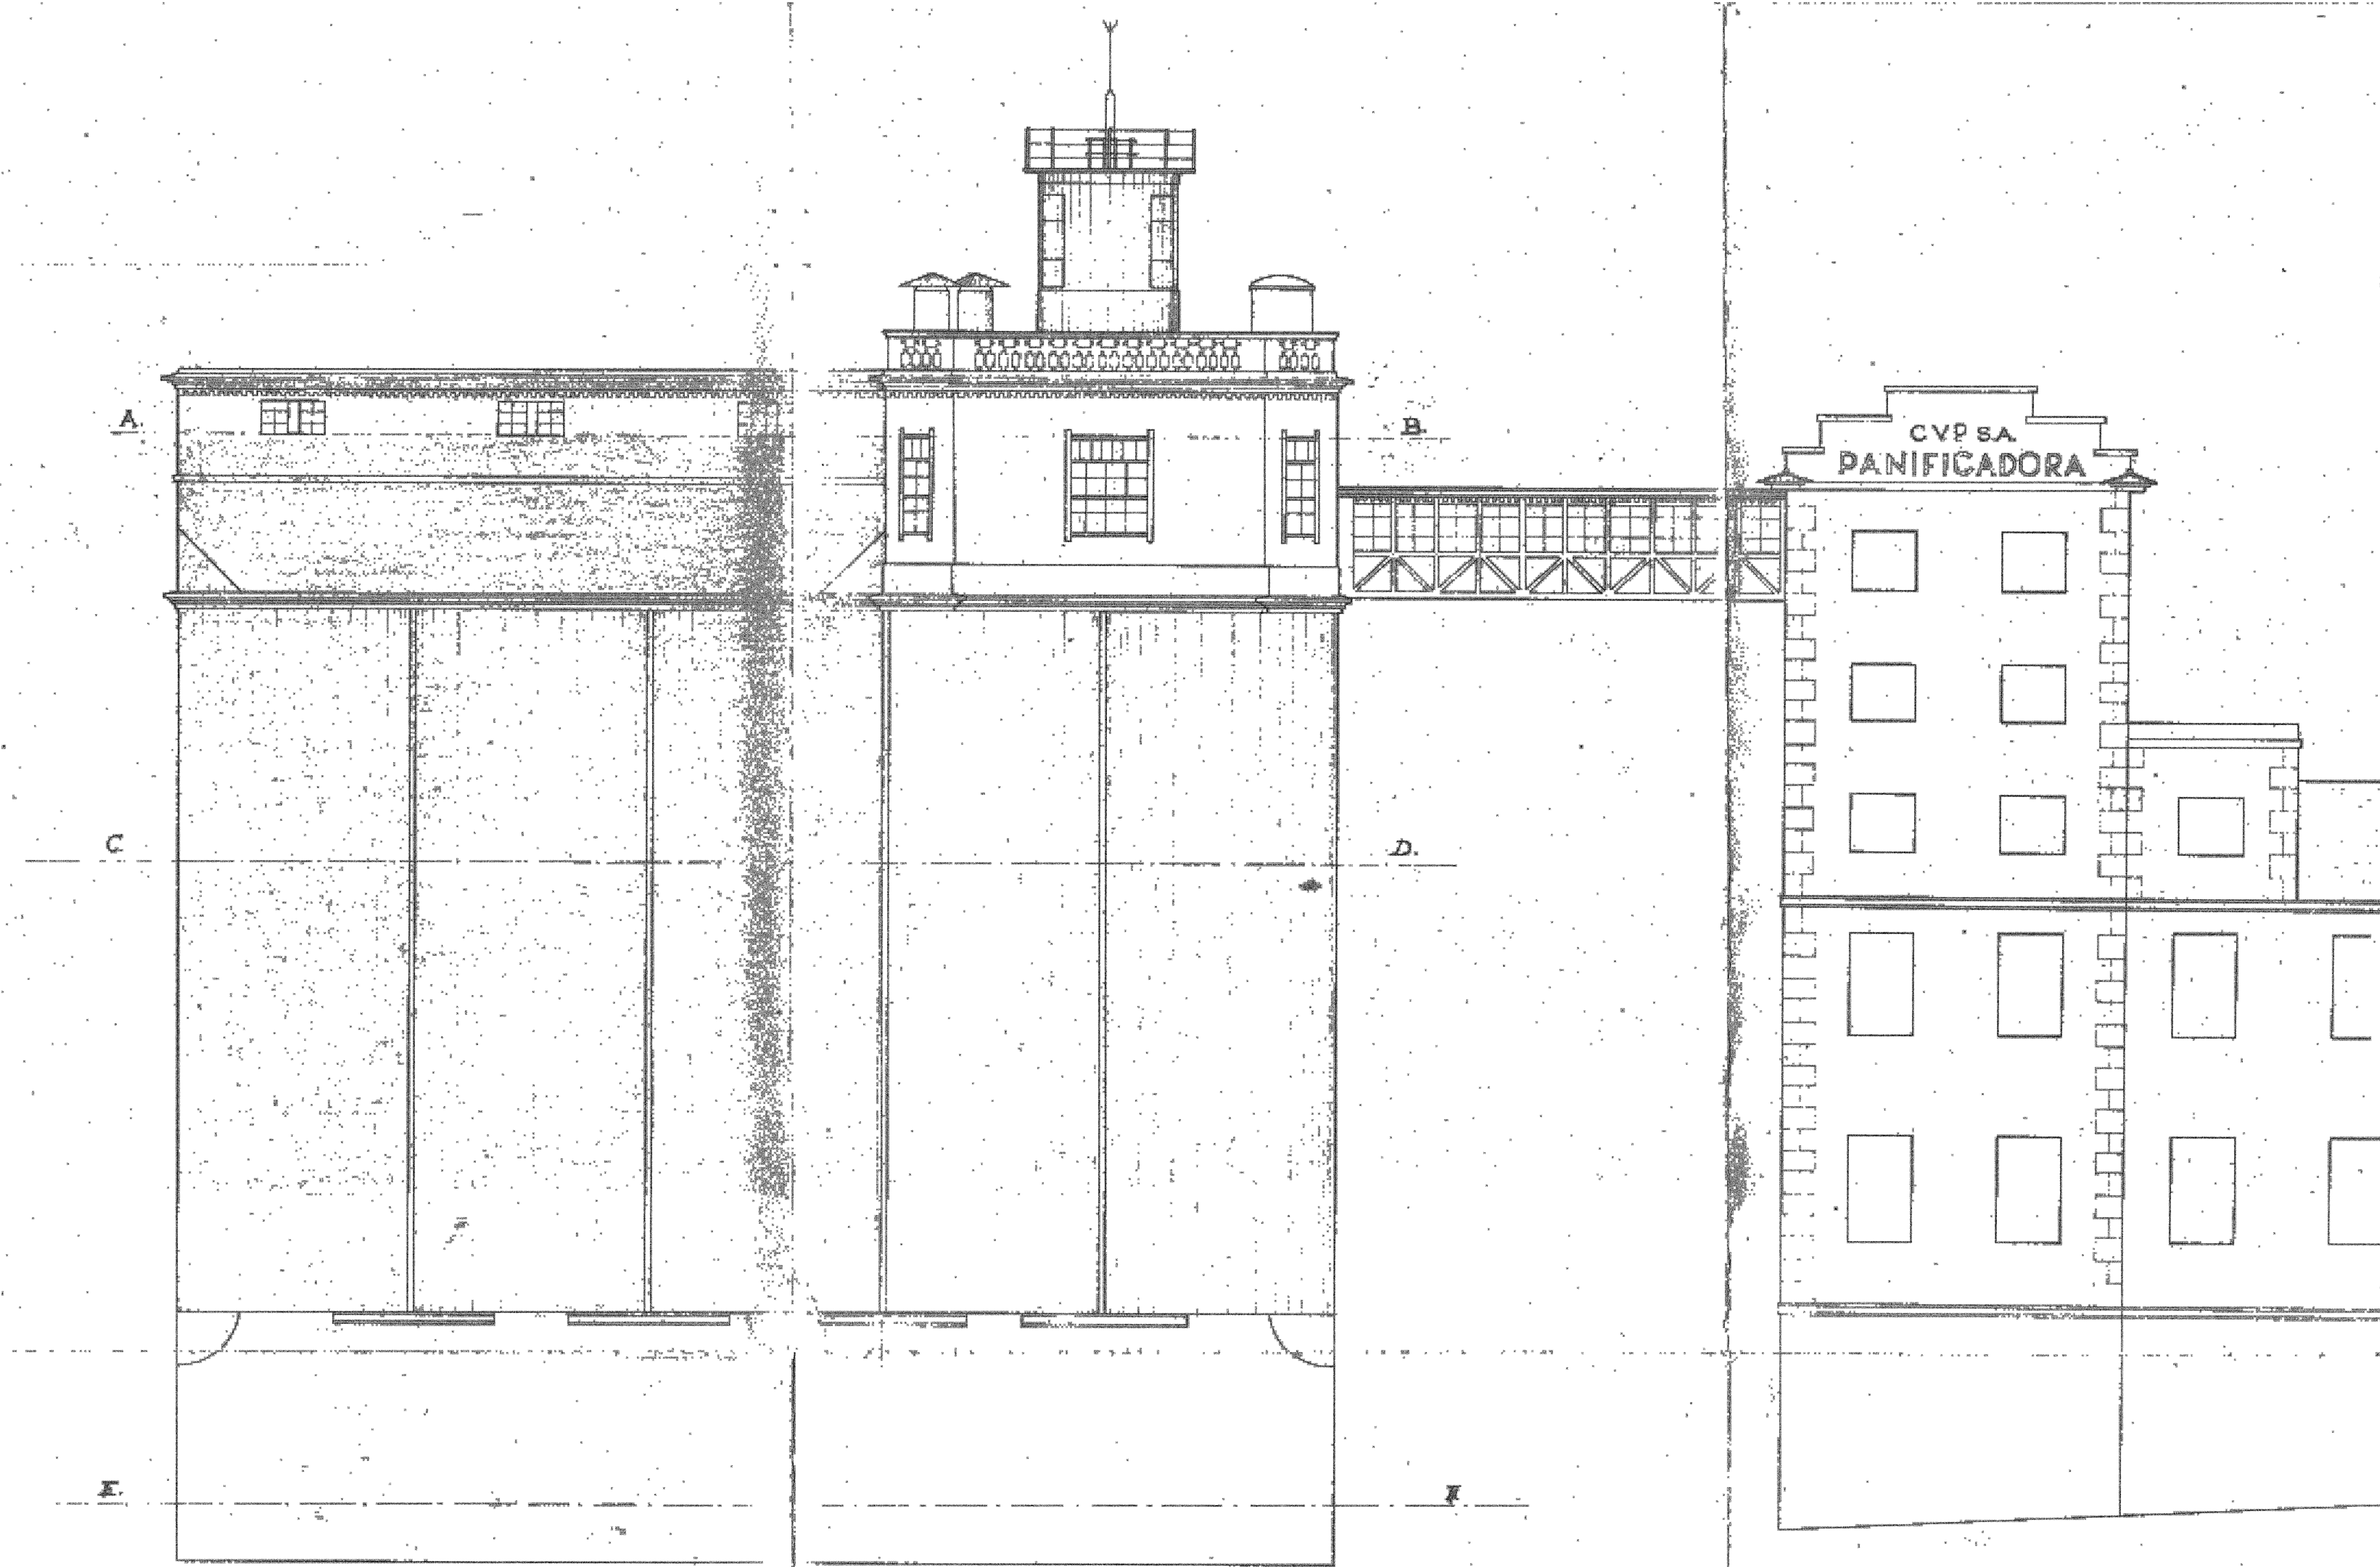 A.
B.
CVP S.A.
PANIFICADORA
C
D.
E.
F